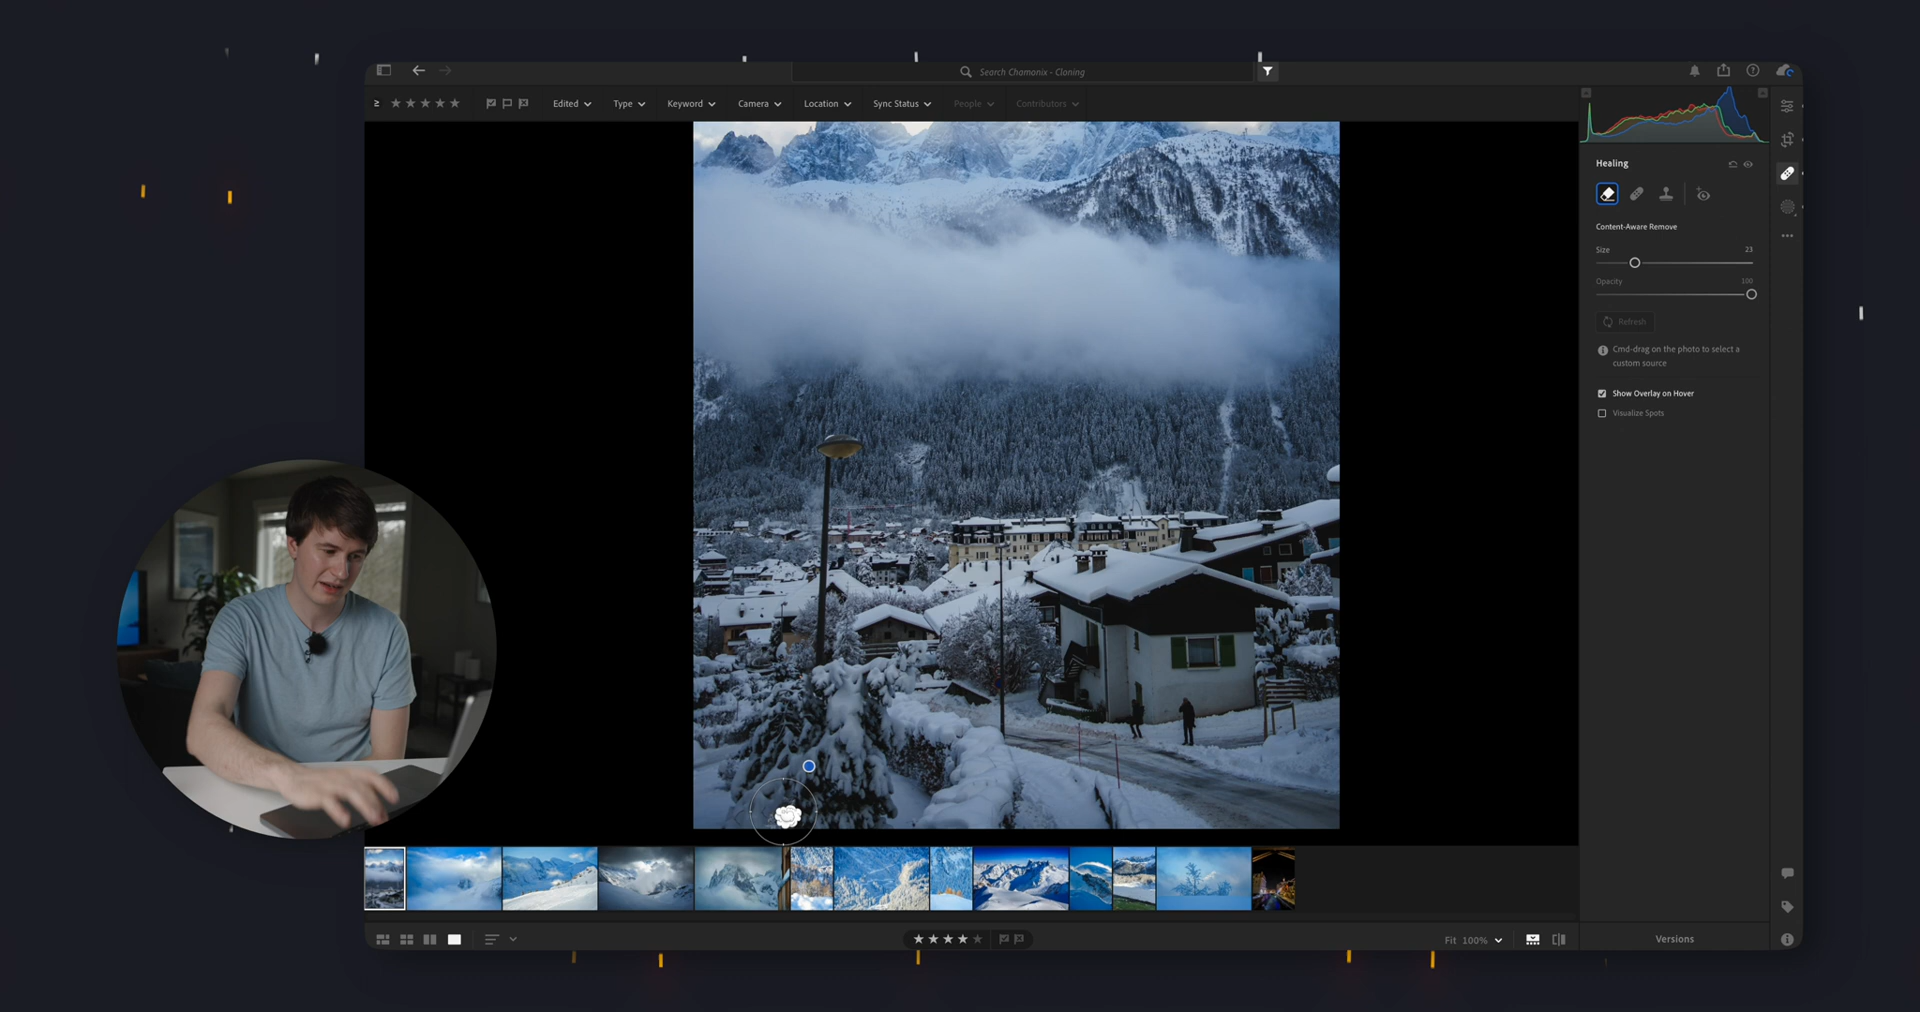 Search Chamonix - Cloning
≥ Edited Type Keyword Camera Location Sync Status People Contributors
Healing
Content-Aware Remove
Size 23
Opacity 100
Refresh
Cmd-drag on the photo to select a
custom source
Show Overlay on Hover
Visualize Spots
Fit 100%
Versions